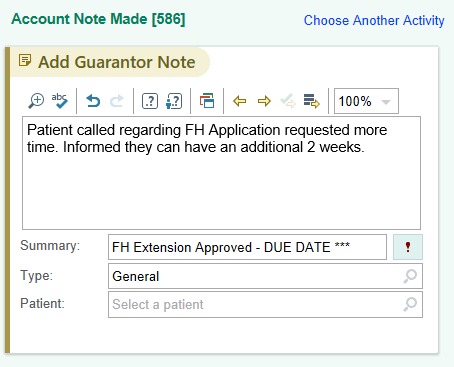 Account Note Made [586]
Choose Another Activity
Add Guarantor Note
abc
100%
Patient called regarding FH Application requested more
time. Informed they can have an additional 2 weeks.
Summary: FH Extension Approved - DUE DATE ***
Type: General
Patient: Select a patient